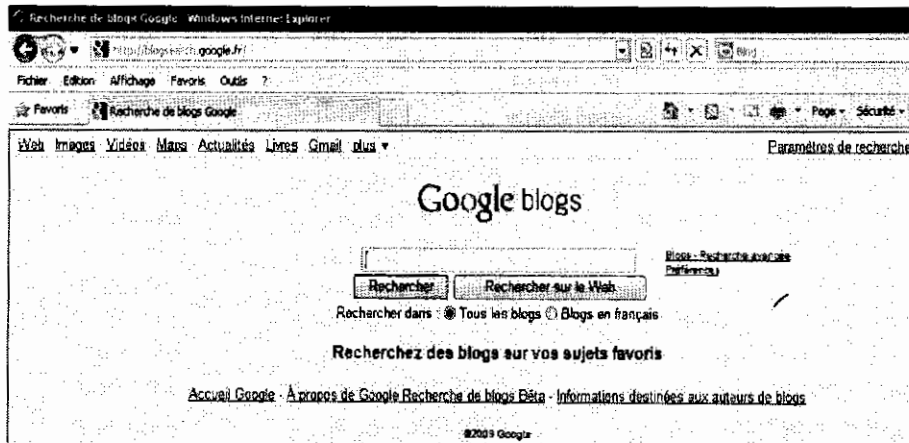 Recherche de blogs Google - Windows Internet Explorer
http://blogsearch.google.fr/
Bing
Fichier Edition Affichage Favoris Outils ?
Favoris Recherche de blogs Google Page Sécurité
Web Images Vidéos Maps Actualités Livres Gmail plus ▼ Paramètres de recherche
Google blogs
Blogs - Recherche avancée
Préférences
Rechercher Rechercher sur le Web
Rechercher dans : Tous les blogs Blogs en français
Recherchez des blogs sur vos sujets favoris
Accueil Google - À propos de Google Recherche de blogs Bêta - Informations destinées aux auteurs de blogs
©2009 Google